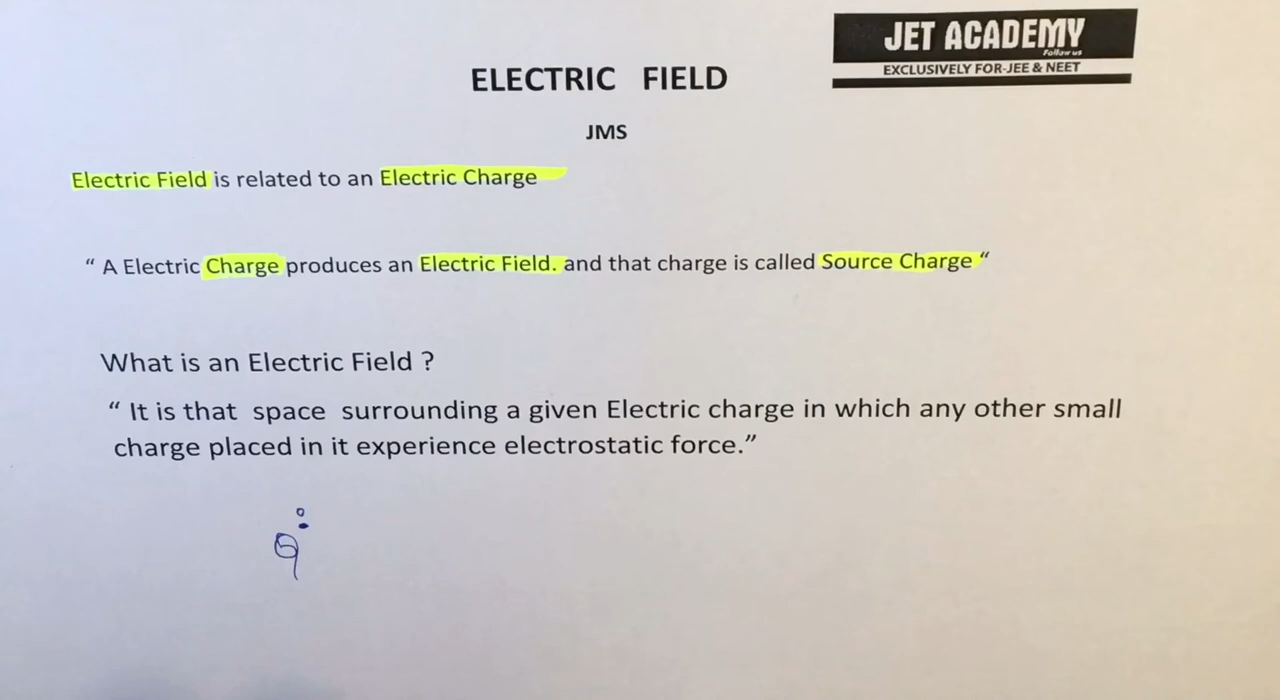 JET ACADEMY
Follow us
EXCLUSIVELY FOR-JEE & NEET
ELECTRIC FIELD
JMS
Electric Field is related to an Electric Charge
“ A Electric Charge produces an Electric Field. and that charge is called Source Charge “
What is an Electric Field ?
“ It is that space surrounding a given Electric charge in which any other small
charge placed in it experience electrostatic force.”
q